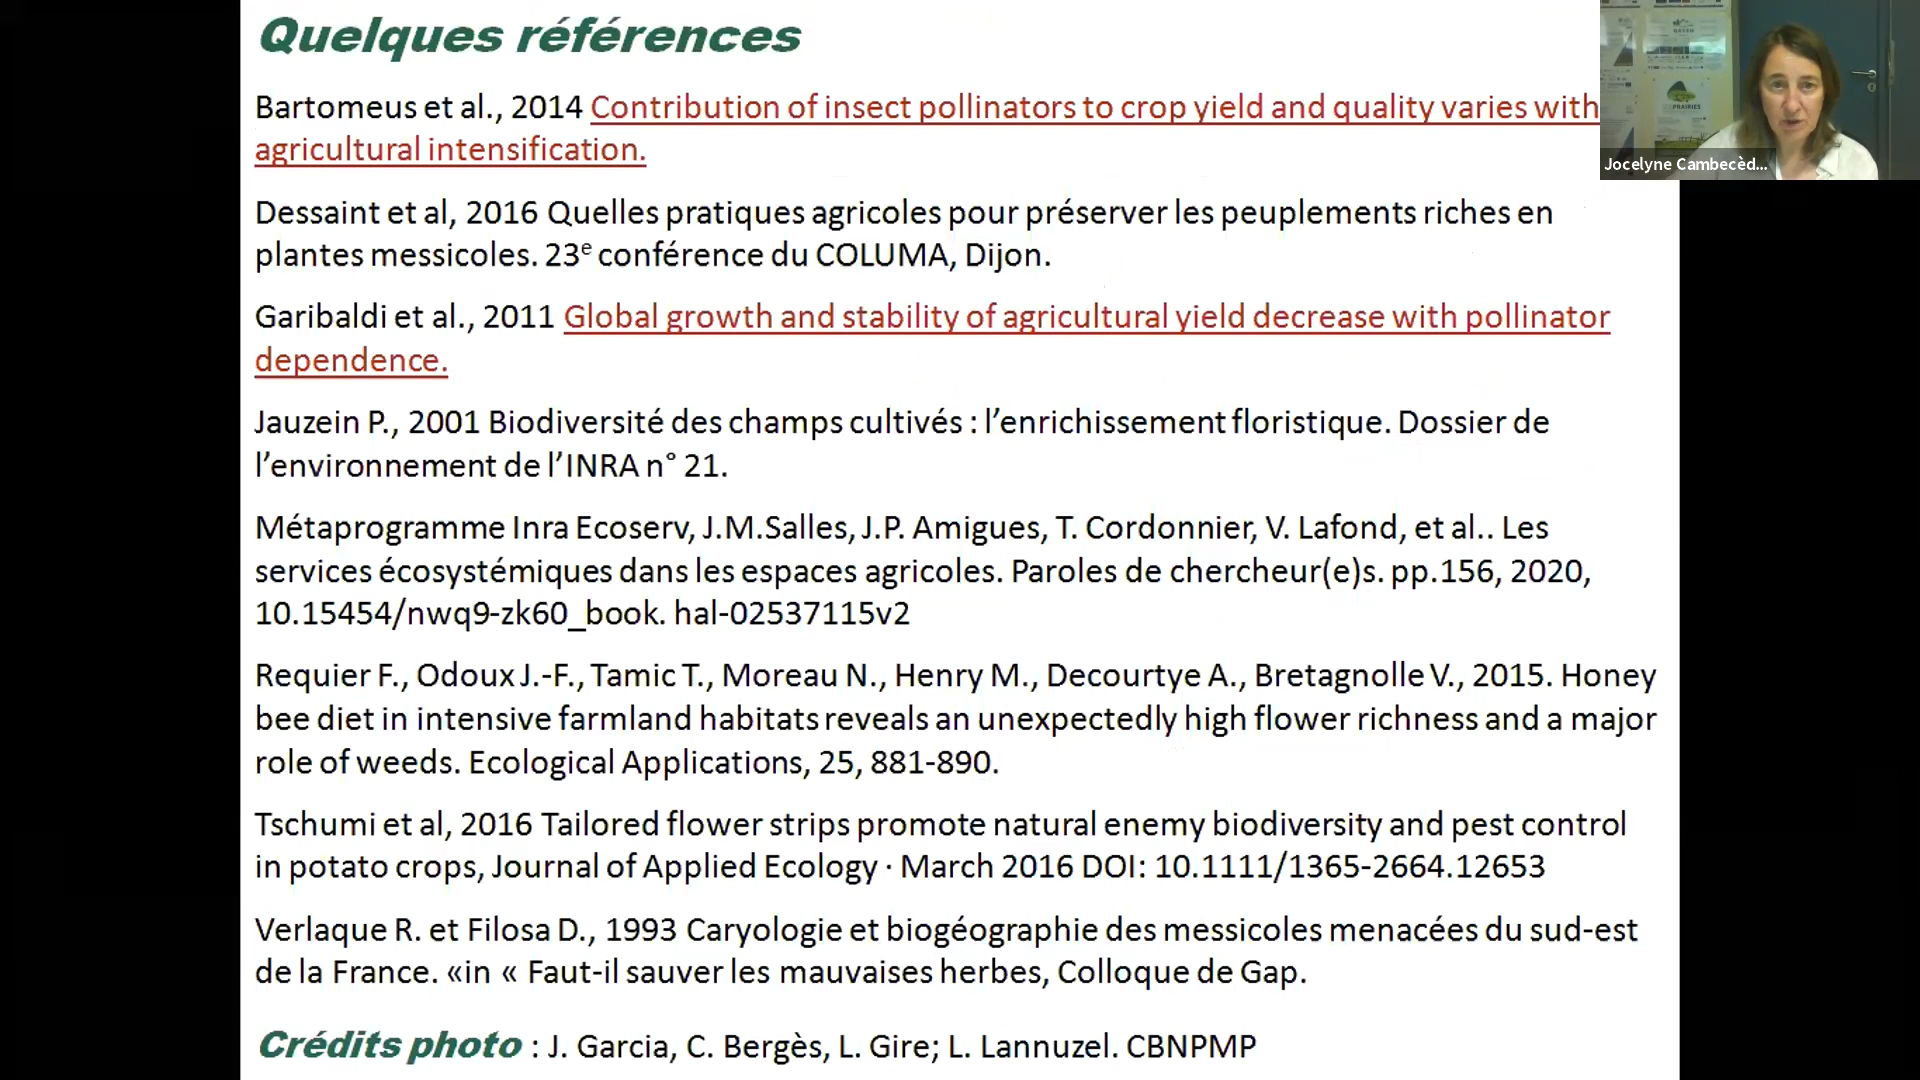 Quelques références
Bartomeus et al., 2014 Contribution of insect pollinators to crop yield and quality varies with
agricultural intensification.
Dessaint et al, 2016 Quelles pratiques agricoles pour préserver les peuplements riches en
plantes messicoles. 23e conférence du COLUMA, Dijon.
Garibaldi et al., 2011 Global growth and stability of agricultural yield decrease with pollinator
dependence.
Jauzein P., 2001 Biodiversité des champs cultivés : l’enrichissement floristique. Dossier de
l’environnement de l’INRA n° 21.
Métaprogramme Inra Ecoserv, J.M.Salles, J.P. Amigues, T. Cordonnier, V. Lafond, et al.. Les
services écosystémiques dans les espaces agricoles. Paroles de chercheur(e)s. pp.156, 2020,
10.15454/nwq9-zk60_book. hal-02537115v2
Requier F., Odoux J.-F., Tamic T., Moreau N., Henry M., Decourtye A., Bretagnolle V., 2015. Honey
bee diet in intensive farmland habitats reveals an unexpectedly high flower richness and a major
role of weeds. Ecological Applications, 25, 881-890.
Tschumi et al, 2016 Tailored flower strips promote natural enemy biodiversity and pest control
in potato crops, Journal of Applied Ecology · March 2016 DOI: 10.1111/1365-2664.12653
Verlaque R. et Filosa D., 1993 Caryologie et biogéographie des messicoles menacées du sud-est
de la France. «in « Faut-il sauver les mauvaises herbes, Colloque de Gap.
Crédits photo : J. Garcia, C. Bergès, L. Gire; L. Lannuzel. CBNPMP
PRAIRIES
Jocelyne Cambecèd...